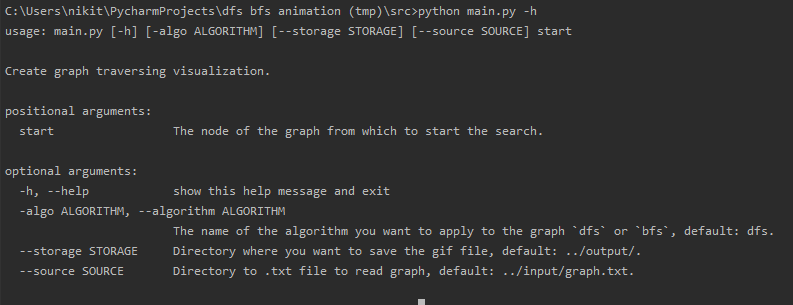 C:\Users\nikit\PycharmProjects\dfs bfs animation (tmp)\src>python main.py -h
usage: main.py [-h] [-algo ALGORITHM] [--storage STORAGE] [--source SOURCE] start
Create graph traversing visualization.
positional arguments:
  start                 The node of the graph from which to start the search.
optional arguments:
  -h, --help            show this help message and exit
  -algo ALGORITHM, --algorithm ALGORITHM
                        The name of the algorithm you want to apply to the graph `dfs` or `bfs`, default: dfs.
  --storage STORAGE     Directory where you want to save the gif file, default: ../output/.
  --source SOURCE       Directory to .txt file to read graph, default: ../input/graph.txt.